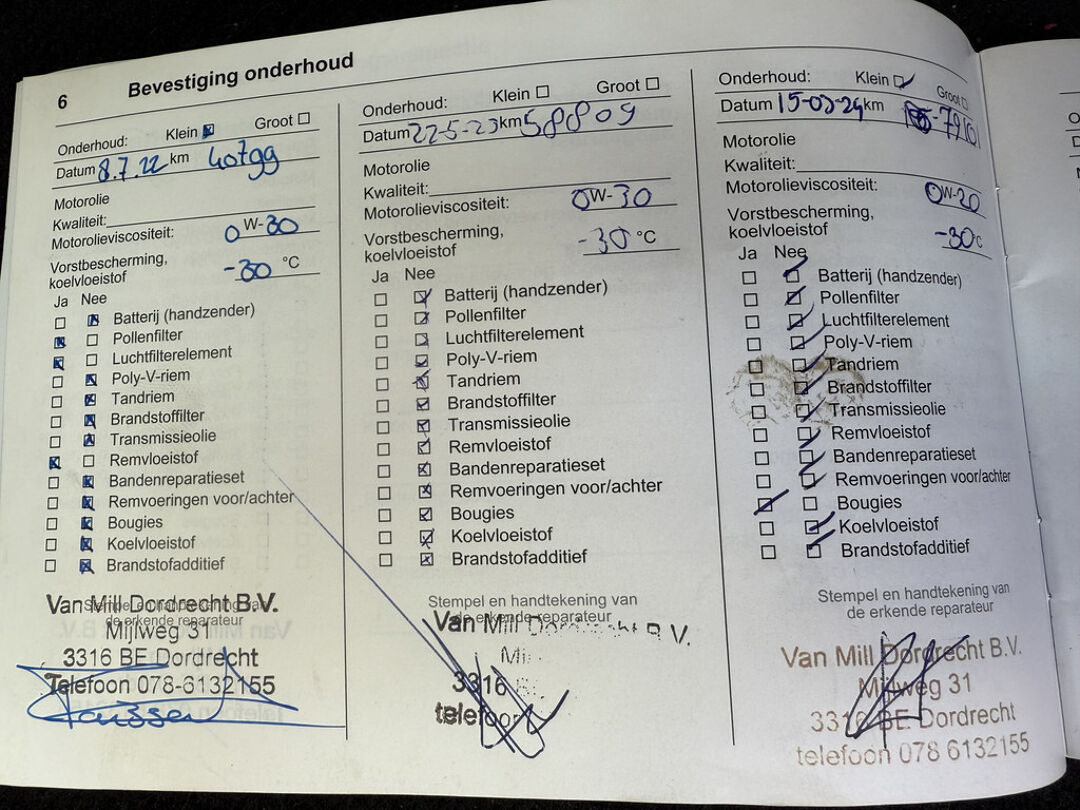 6 Bevestiging onderhoud
Onderhoud: Klein Groot
Datum 8.7.22 km 40799
Motorolie
Kwaliteit:
Motorolieviscositeit: 0W-30
Vorstbescherming,
koelvloeistof -30 °C
Ja Nee
Batterij (handzender)
Pollenfilter
Luchtfilterelement
Poly-V-riem
Tandriem
Brandstoffilter
Transmissieolie
Remvloeistof
Bandenreparatieset
Remvoeringen voor/achter
Bougies
Koelvloeistof
Brandstofadditief
Stempel en handtekening van
de erkende reparateur
Van Mill Dordrecht B.V.
Mijlweg 31
3316 BE Dordrecht
Telefoon 078-6132155
Janssen
Onderhoud: Klein Groot
Datum 22-5-23 km 58809
Motorolie
Kwaliteit:
Motorolieviscositeit: 0W-30
Vorstbescherming,
koelvloeistof -30 °C
Ja Nee
Batterij (handzender)
Pollenfilter
Luchtfilterelement
Poly-V-riem
Tandriem
Brandstoffilter
Transmissieolie
Remvloeistof
Bandenreparatieset
Remvoeringen voor/achter
Bougies
Koelvloeistof
Brandstofadditief
Stempel en handtekening van
de erkende reparateur
Van Mill Dordrecht B.V.
Mi
3316
telefoon
Onderhoud: Klein Groot
Datum 15-03-24 km
Motorolie
Kwaliteit:
Motorolieviscositeit: 0W-20
Vorstbescherming,
koelvloeistof -30°C
Ja Nee
Batterij (handzender)
Pollenfilter
Luchtfilterelement
Poly-V-riem
Tandriem
Brandstoffilter
Transmissieolie
Remvloeistof
Bandenreparatieset
Remvoeringen voor/achter
Bougies
Koelvloeistof
Brandstofadditief
Stempel en handtekening van
de erkende reparateur
Van Mill Dordrecht B.V.
Mijlweg 31
3316 BE Dordrecht
telefoon 078 6132155